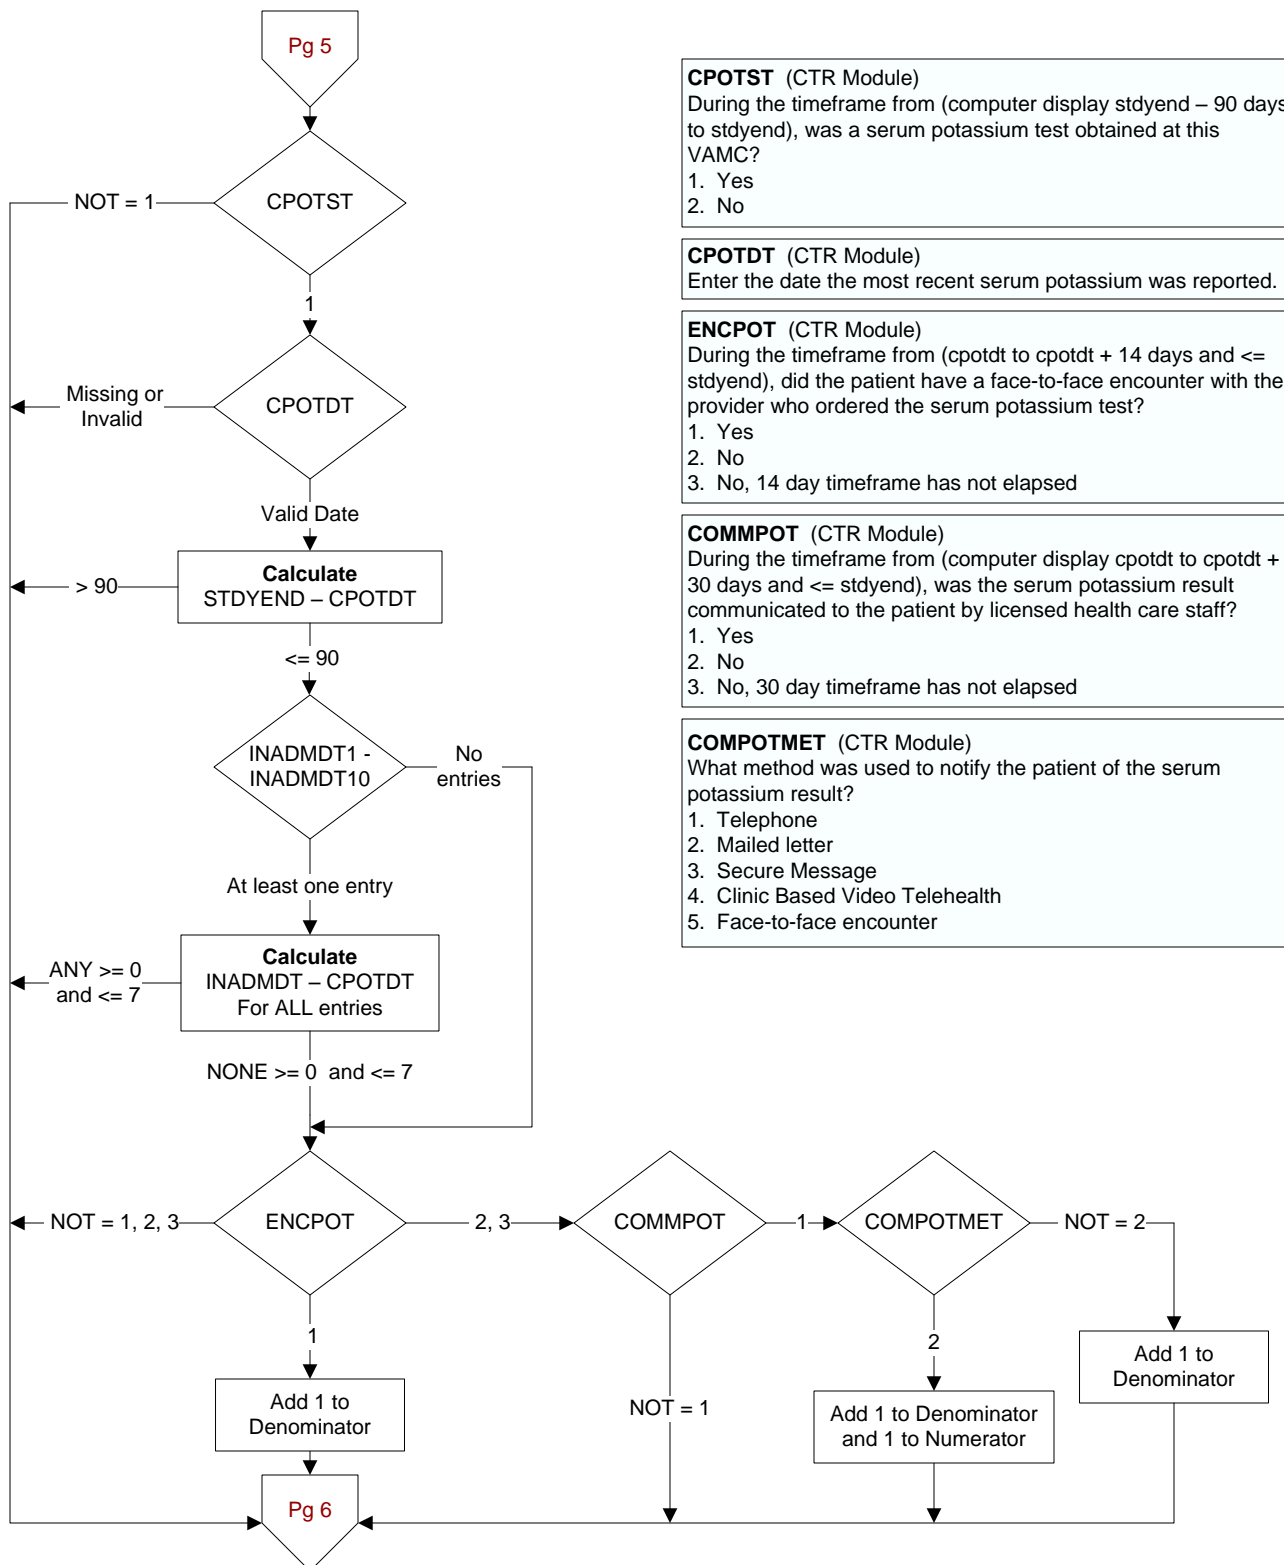 Pg 5
CPOTST
NOT = 1
1
CPOTDT
Missing or
Invalid
Valid Date
Calculate
STDYEND – CPOTDT
> 90
<= 90
INADMDT1 -
INADMDT10
No
entries
At least one entry
Calculate
INADMDT – CPOTDT
For ALL entries
ANY >= 0
and <= 7
NONE >= 0 and <= 7
ENCPOT
NOT = 1, 2, 3
2, 3
COMMPOT
1
COMPOTMET
NOT = 2
1
2
Add 1 to
Denominator
NOT = 1
Add 1 to Denominator
and 1 to Numerator
Add 1 to
Denominator
Pg 6
CPOTST (CTR Module)
During the timeframe from (computer display stdyend – 90 days
to stdyend), was a serum potassium test obtained at this
VAMC?
1. Yes
2. No
CPOTDT (CTR Module)
Enter the date the most recent serum potassium was reported.
ENCPOT (CTR Module)
During the timeframe from (cpotdt to cpotdt + 14 days and <=
stdyend), did the patient have a face-to-face encounter with the
provider who ordered the serum potassium test?
1. Yes
2. No
3. No, 14 day timeframe has not elapsed
COMMPOT (CTR Module)
During the timeframe from (computer display cpotdt to cpotdt +
30 days and <= stdyend), was the serum potassium result
communicated to the patient by licensed health care staff?
1. Yes
2. No
3. No, 30 day timeframe has not elapsed
COMPOTMET (CTR Module)
What method was used to notify the patient of the serum
potassium result?
1. Telephone
2. Mailed letter
3. Secure Message
4. Clinic Based Video Telehealth
5. Face-to-face encounter